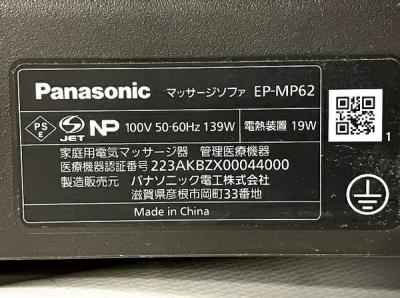 Panasonic マッサージソファ EP-MP62
PS E JET NP 100V 50-60Hz 139W 電熱装置 19W
1
家庭用電気マッサージ器 管理医療機器
医療機器認証番号 223AKBZX00044000
製造販売元 パナソニック電工株式会社
滋賀県彦根市岡町33番地
Made in China